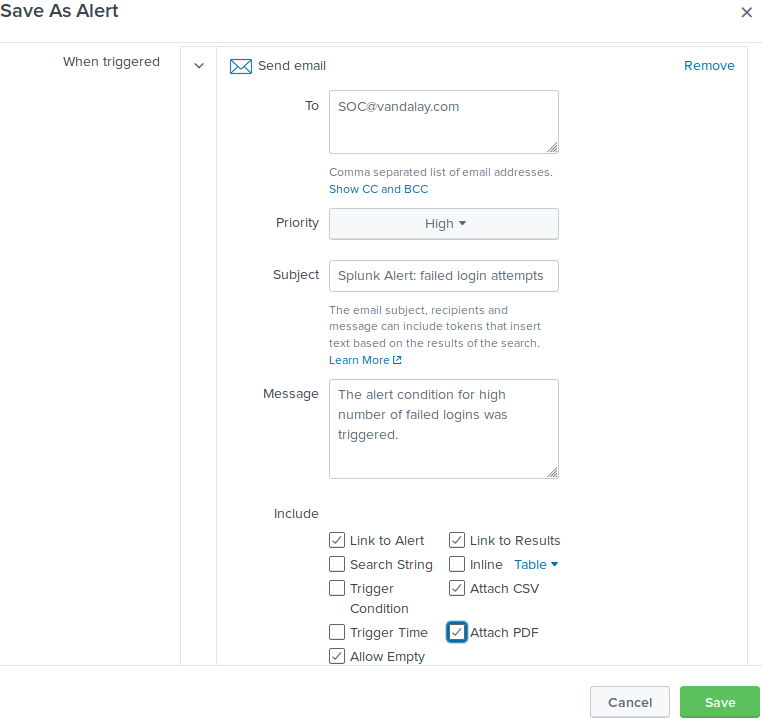 Save As Alert
When triggered
Send email
Remove
To
SOC@vandalay.com
Comma separated list of email addresses.
Show CC and BCC
Priority
High
Subject
Splunk Alert: failed login attempts
The email subject, recipients and
message can include tokens that insert
text based on the results of the search.
Learn More
Message
The alert condition for high
number of failed logins was
triggered.
Include
Link to Alert
Link to Results
Search String
Inline Table
Trigger
Condition
Attach CSV
Trigger Time
Attach PDF
Allow Empty
Cancel
Save